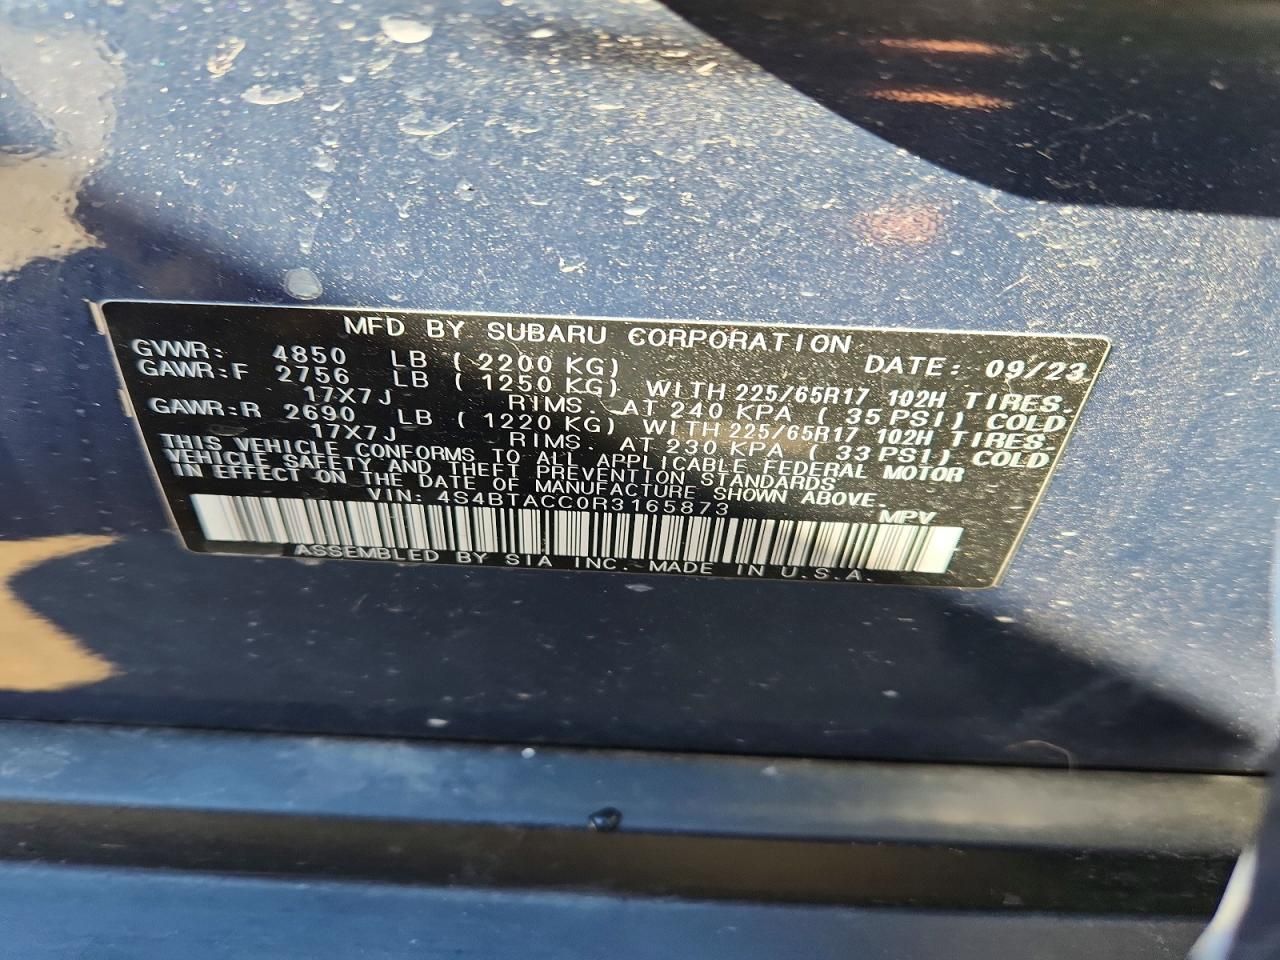 MFD BY SUBARU CORPORATION
GVWR: 4850 LB ( 2200 KG) DATE: 09/23
GAWR:F 2756 LB ( 1250 KG) WITH 225/65R17 102H TIRES.
17X7J RIMS. AT 240 KPA ( 35 PSI) COLD
GAWR:R 2690 LB ( 1220 KG) WITH 225/65R17 102H TIRES
17X7J RIMS. AT 230 KPA ( 33 PSI) COLD
THIS VEHICLE CONFORMS TO ALL APPLICABLE FEDERAL MOTOR
VEHICLE SAFETY AND THEFT PREVENTION STANDARDS
IN EFFECT ON THE DATE OF MANUFACTURE SHOWN ABOVE.
VIN: 4S4BTACC0R3165873 MPV
ASSEMBLED BY SIA INC. MADE IN U.S.A.